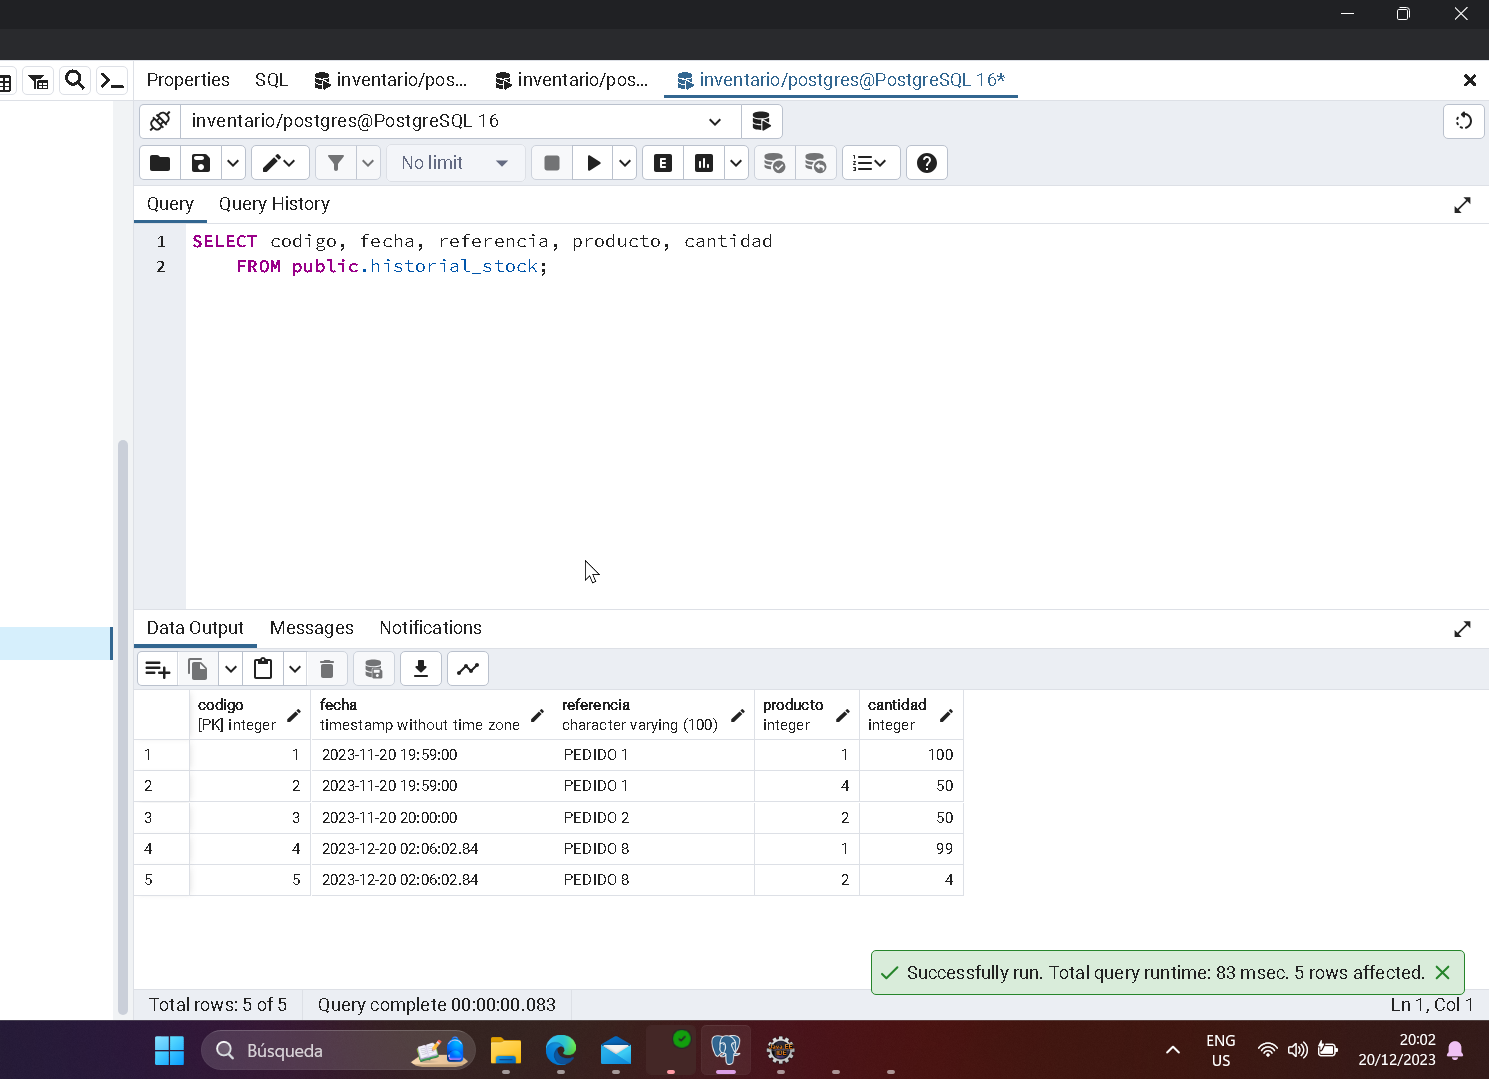 Properties SQL inventario/pos... inventario/pos... inventario/postgres@PostgreSQL 16*
inventario/postgres@PostgreSQL 16
No limit E
Query Query History
1 SELECT codigo, fecha, referencia, producto, cantidad
2 FROM public.historial_stock;
Data Output Messages Notifications
codigo fecha referencia producto cantidad
[PK] integer timestamp without time zone character varying (100) integer integer
1 1 2023-11-20 19:59:00 PEDIDO 1 1 100
2 2 2023-11-20 19:59:00 PEDIDO 1 4 50
3 3 2023-11-20 20:00:00 PEDIDO 2 2 50
4 4 2023-12-20 02:06:02.84 PEDIDO 8 1 99
5 5 2023-12-20 02:06:02.84 PEDIDO 8 2 4
Successfully run. Total query runtime: 83 msec. 5 rows affected.
Total rows: 5 of 5 Query complete 00:00:00.083 Ln 1, Col 1
Búsqueda ENG 20:02
US 20/12/2023